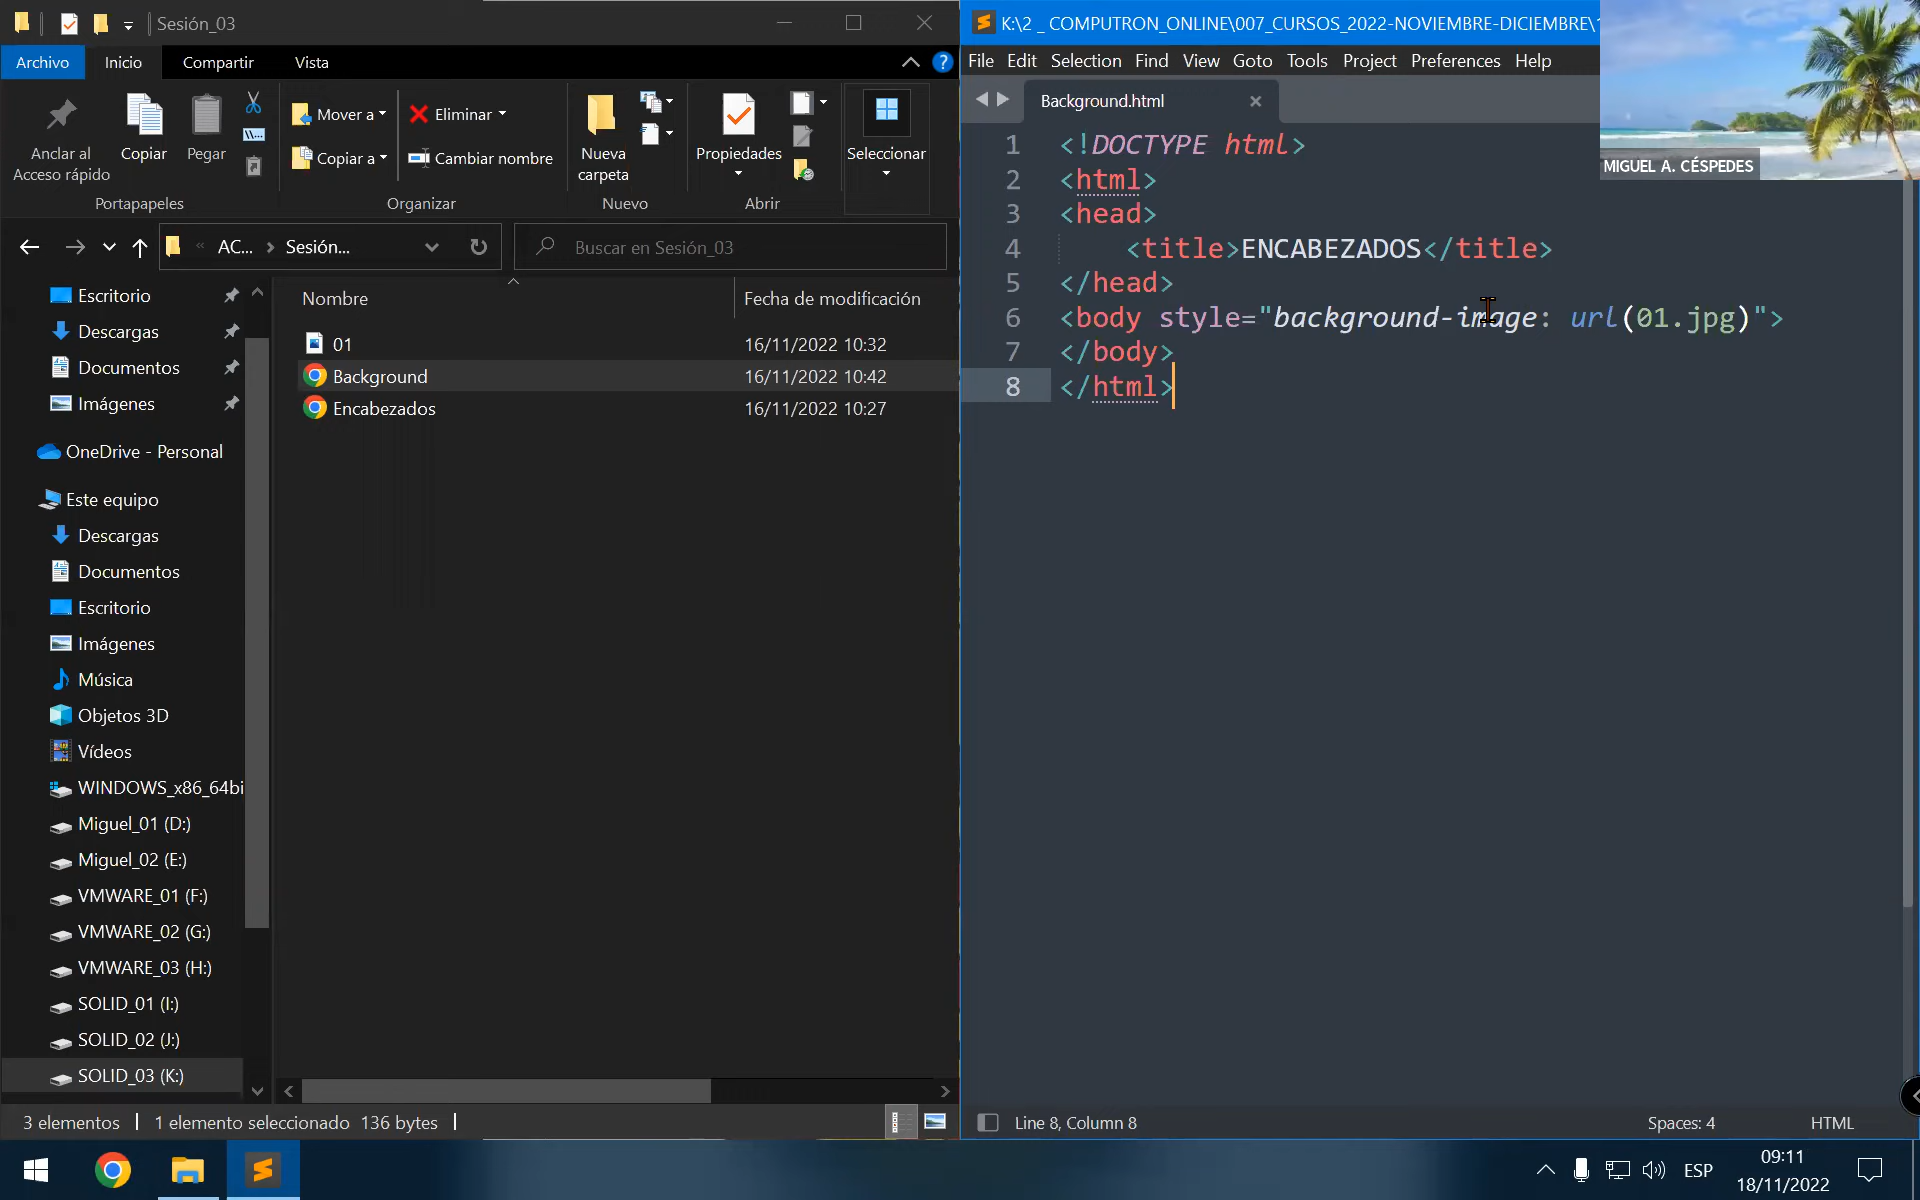 Sesión_03
Archivo
Inicio
Compartir
Vista
Anclar al
Acceso rápido
Copiar
Pegar
Portapapeles
Mover a
Copiar a
Eliminar
Cambiar nombre
Organizar
Nueva
carpeta
Nuevo
Propiedades
Abrir
Seleccionar
« AC... > Sesión...
Buscar en Sesión_03
Escritorio
Descargas
Documentos
Imágenes
OneDrive - Personal
Este equipo
Descargas
Documentos
Escritorio
Imágenes
Música
Objetos 3D
Vídeos
WINDOWS_x86_64bi
Miguel_01 (D:)
Miguel_02 (E:)
VMWARE_01 (F:)
VMWARE_02 (G:)
VMWARE_03 (H:)
SOLID_01 (I:)
SOLID_02 (J:)
SOLID_03 (K:)
Nombre Fecha de modificación
01 16/11/2022 10:32
Background 16/11/2022 10:42
Encabezados 16/11/2022 10:27
3 elementos 1 elemento seleccionado 136 bytes
K:\2 _ COMPUTRON_ONLINE\007_CURSOS_2022-NOVIEMBRE-DICIEMBRE\
File Edit Selection Find View Goto Tools Project Preferences Help
MIGUEL A. CÉSPEDES
Background.html
1 <!DOCTYPE html>
2 <html>
3 <head>
4 <title>ENCABEZADOS</title>
5 </head>
6 <body style="background-image: url(01.jpg)">
7 </body>
8 </html>
Line 8, Column 8
Spaces: 4
HTML
ESP
09:11
18/11/2022